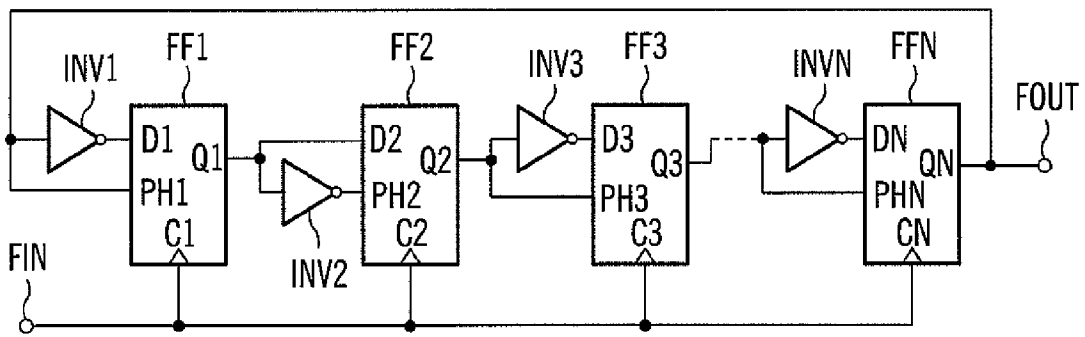 INV1
FF1
FF2
INV3
FF3
INVN
FFN
FOUT
D1
Q1
PH1
C1
D2
Q2
PH2
C2
INV2
D3
Q3
PH3
C3
DN
QN
PHN
CN
FIN